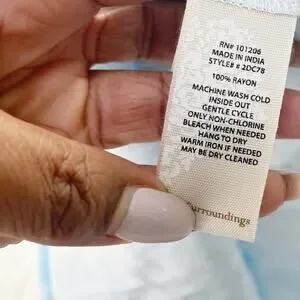 RN# 101206
MADE IN INDIA
STYLE# # 2DC78
100% RAYON
MACHINE WASH COLD
INSIDE OUT
GENTLE CYCLE
ONLY NON-CHLORINE
BLEACH WHEN NEEDED
HANG TO DRY
WARM IRON IF NEEDED
MAY BE DRY CLEANED
Surroundings